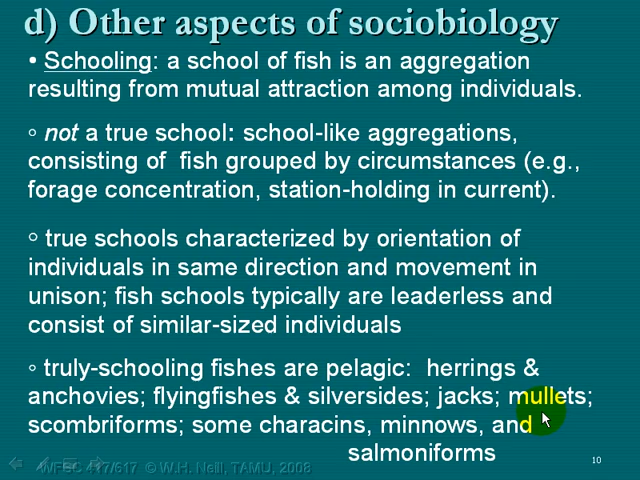 d) Other aspects of sociobiology
• Schooling: a school of fish is an aggregation
resulting from mutual attraction among individuals.
◦ not a true school: school-like aggregations,
consisting of fish grouped by circumstances (e.g.,
forage concentration, station-holding in current).
◦ true schools characterized by orientation of
individuals in same direction and movement in
unison; fish schools typically are leaderless and
consist of similar-sized individuals
◦ truly-schooling fishes are pelagic: herrings &
anchovies; flyingfishes & silversides; jacks; mullets;
scombriforms; some characins, minnows, and
salmoniforms
10
WFSC 417/617 © W.H. Neill, TAMU, 2008